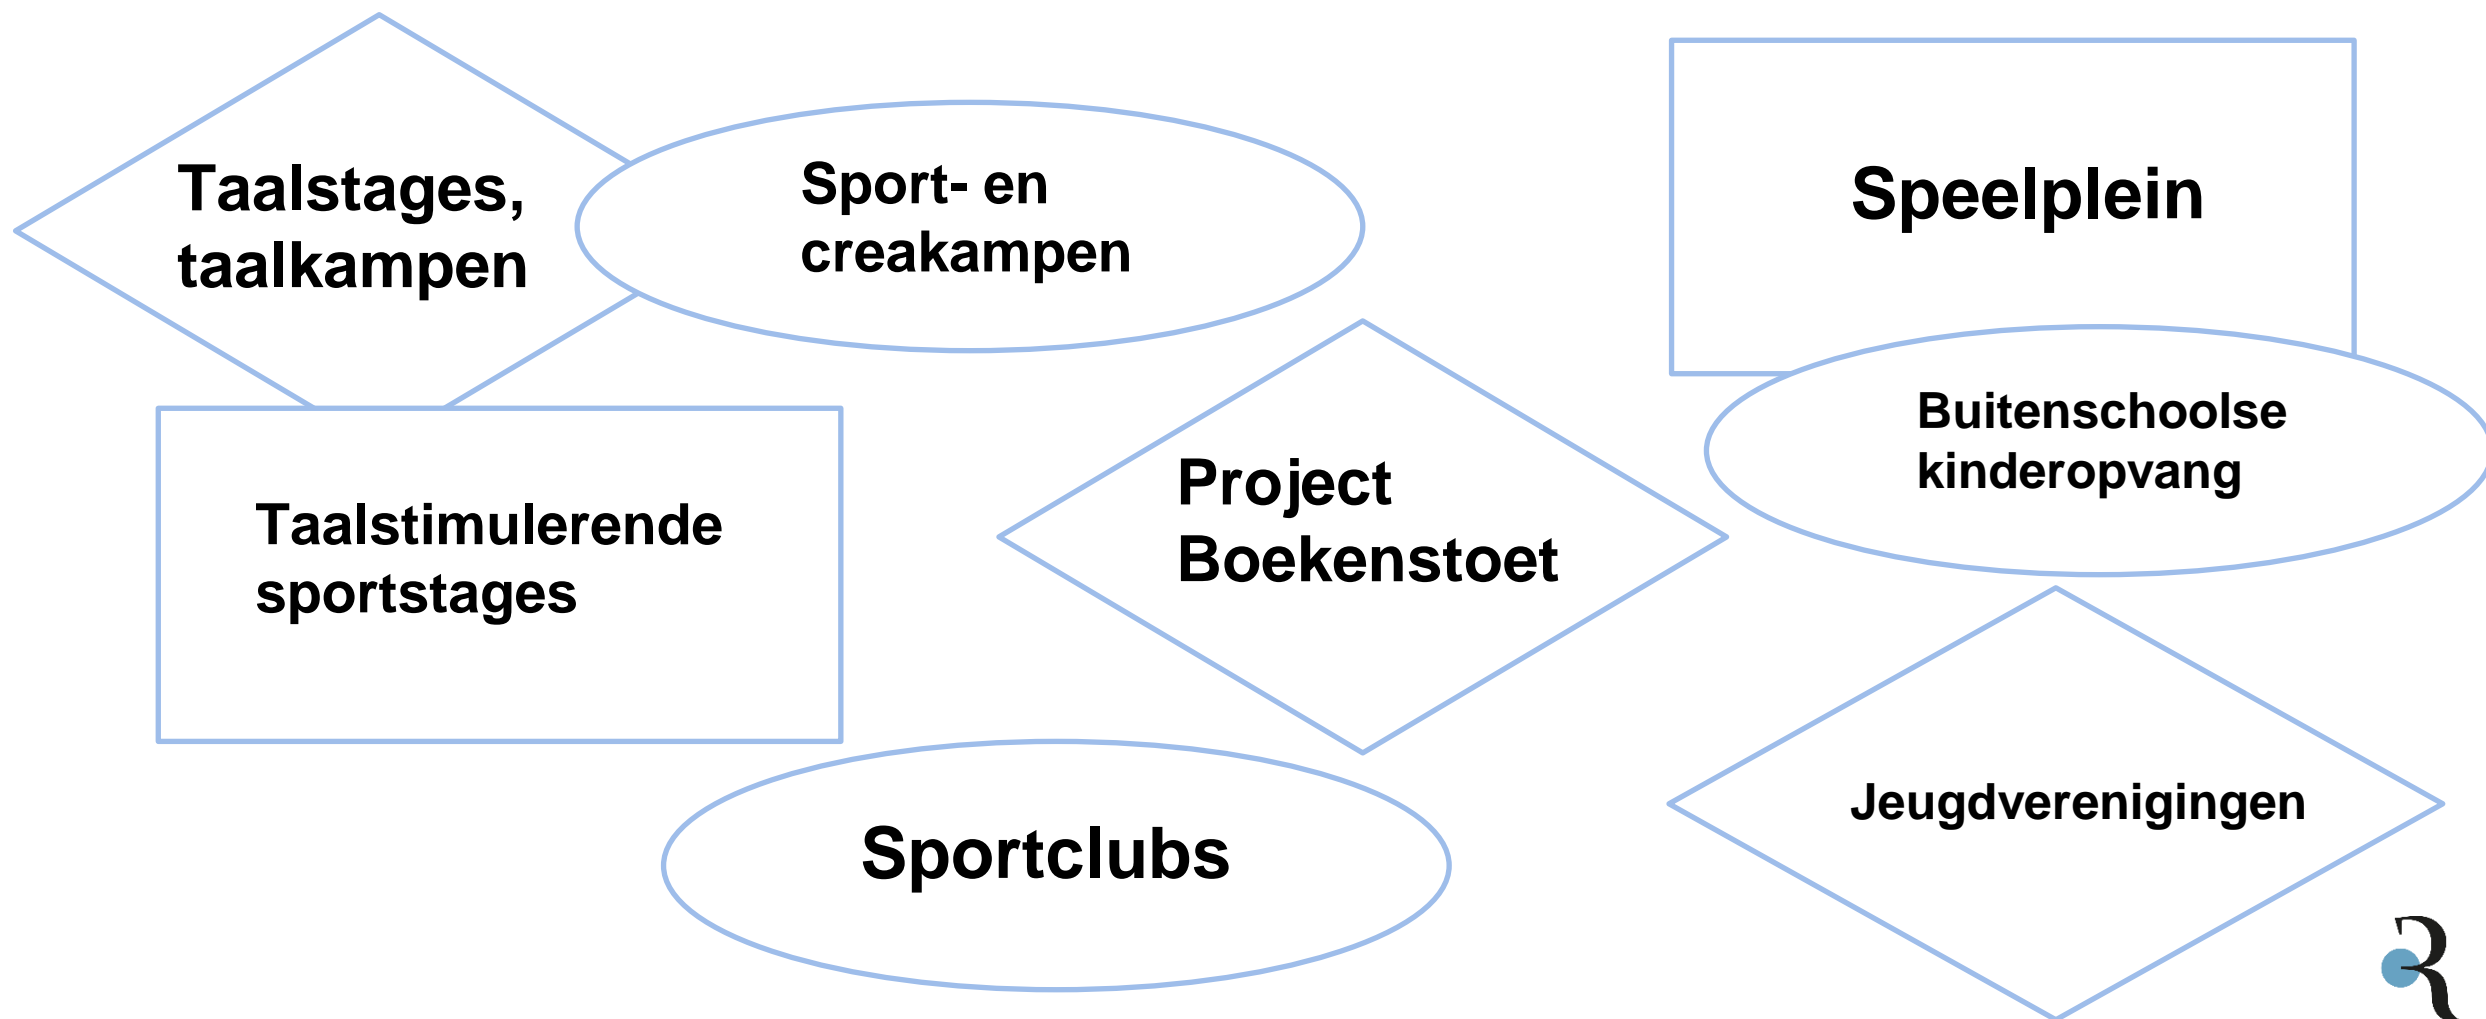 Taalstages,
taalkampen
Sport- en
creakampen
Speelplein
Buitenschoolse
kinderopvang
Taalstimulerende
sportstages
Project
Boekenstoet
Jeugdverenigingen
Sportclubs